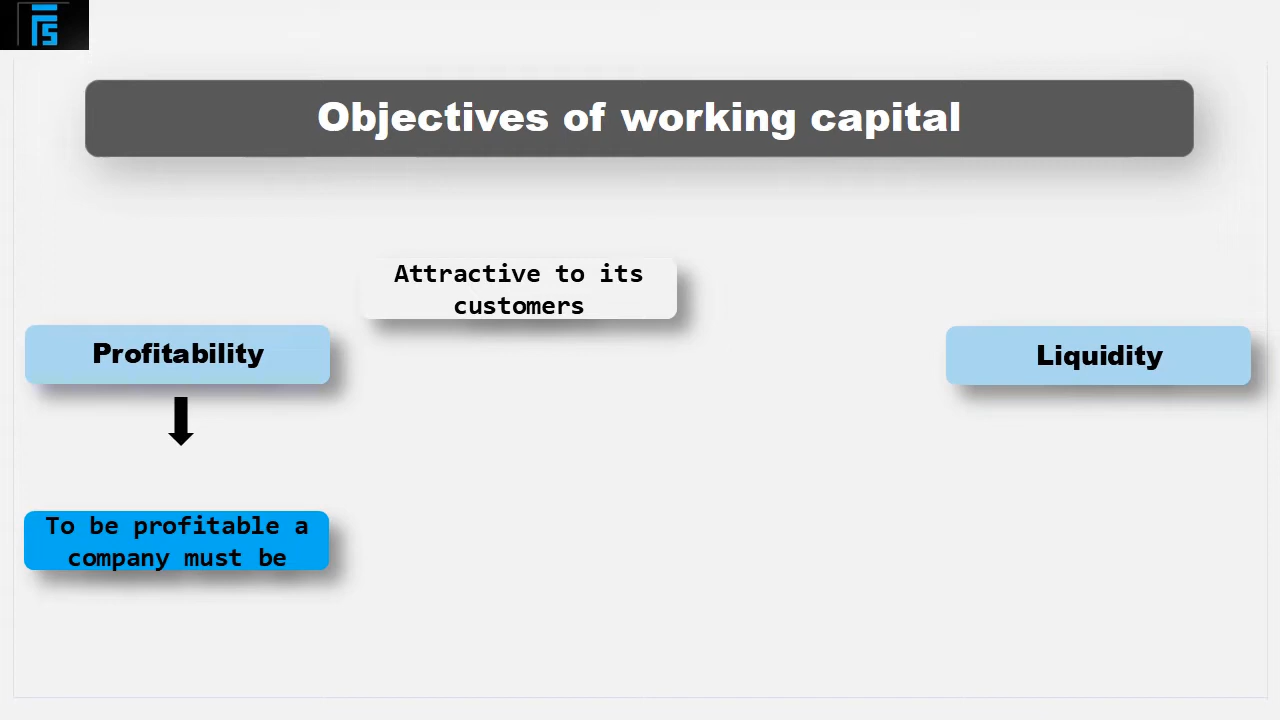 Objectives of working capital
Attractive to its
customers
Profitability
Liquidity
To be profitable a
company must be